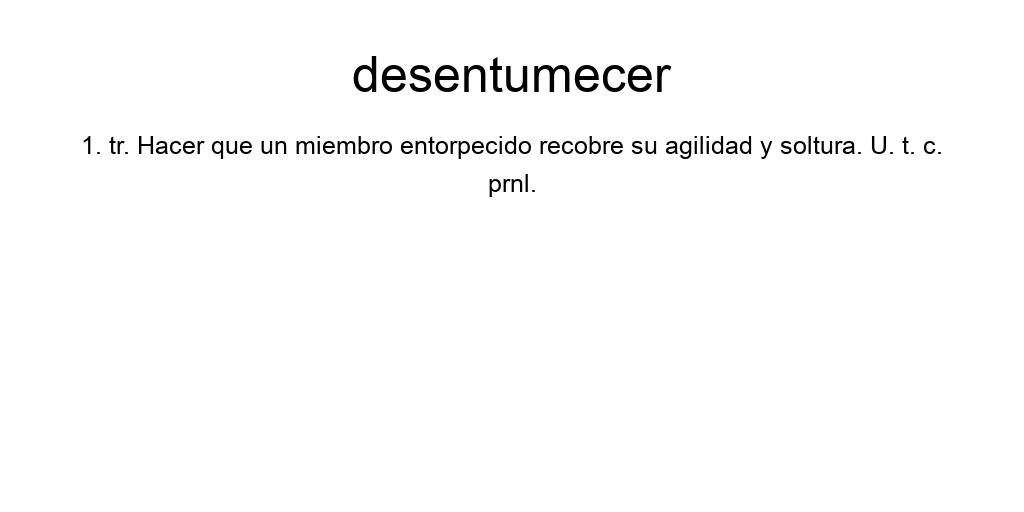 desentumecer
1. tr. Hacer que un miembro entorpecido recobre su agilidad y soltura. U. t. c.
prnl.